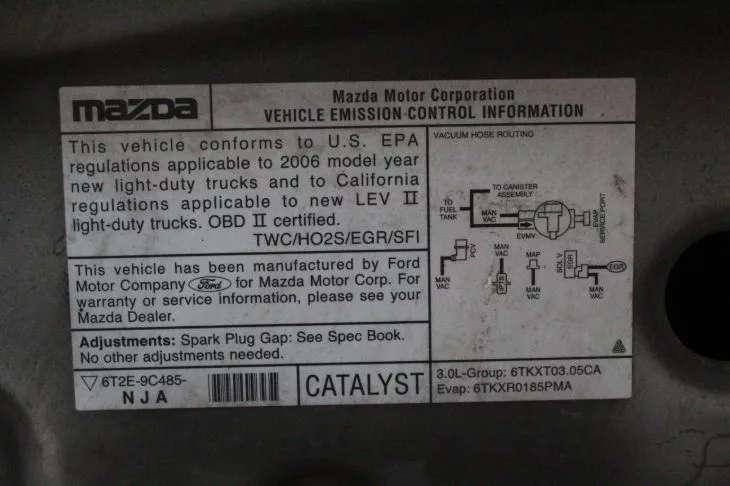 mazda
Mazda Motor Corporation
VEHICLE EMISSION CONTROL INFORMATION
This vehicle conforms to U.S. EPA
regulations applicable to 2006 model year
new light-duty trucks and to California
regulations applicable to new LEV II
light-duty trucks. OBD II certified.
TWC/HO2S/EGR/SFI
This vehicle has been manufactured by Ford
Motor Company Ford for Mazda Motor Corp. For
warranty or service information, please see your
Mazda Dealer.
Adjustments: Spark Plug Gap: See Spec Book.
No other adjustments needed.
6T2E-9C485-
NJA
CATALYST
VACUUM HOSE ROUTING
TO CANISTER
ASSEMBLY
TO
FUEL
TANK
MAN
VAC
EVMV
EVAP
SERVICE PORT
PCV
MAN
VAC
MAN
VAC
IPTS
MAP
MAN
VAC
SOL V
EGR
EGR
MAN
VAC
3.0L-Group: 6TKXT03.05CA
Evap: 6TKXR0185PMA